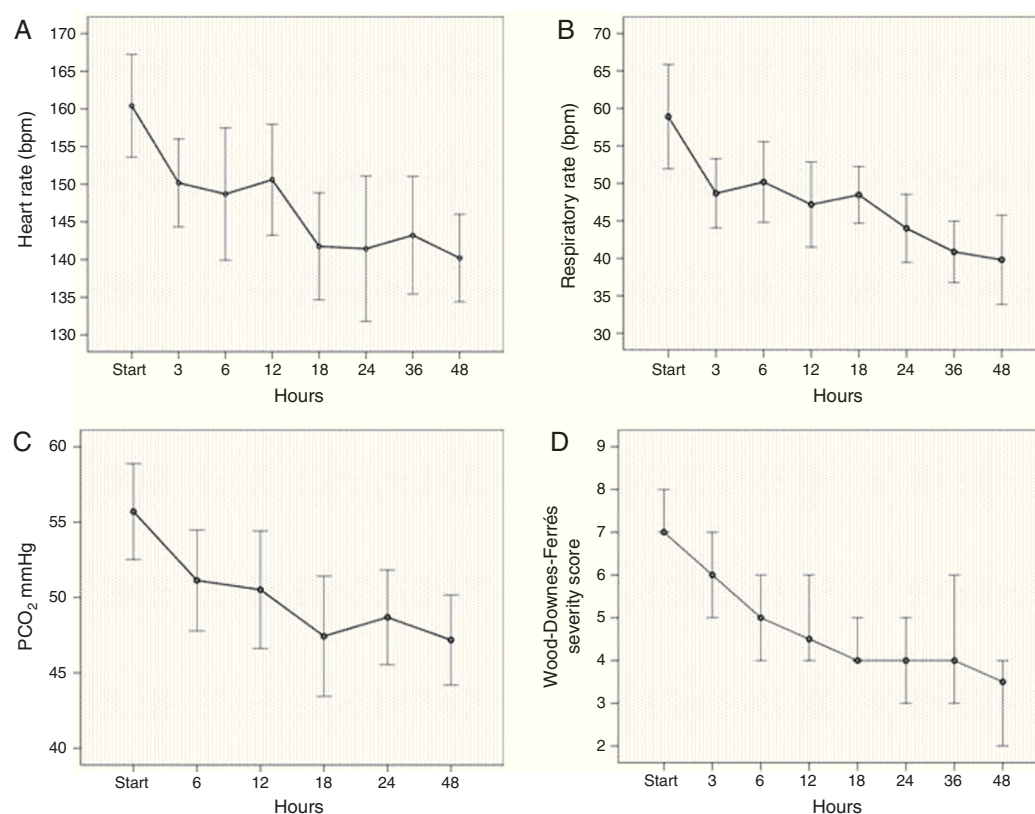 A
Heart rate (bpm)
170
165
160
155
150
145
140
135
130
Start 3 6 12 18 24 36 48
Hours
B
Respiratory rate (bpm)
70
65
60
55
50
45
40
35
30
Start 3 6 12 18 24 36 48
Hours
C
PCO2 mmHg
60
55
50
45
40
Start 6 12 18 24 48
Hours
D
Wood-Downes-Ferrés
severity score
9
8
7
6
5
4
3
2
Start 3 6 12 18 24 36 48
Hours